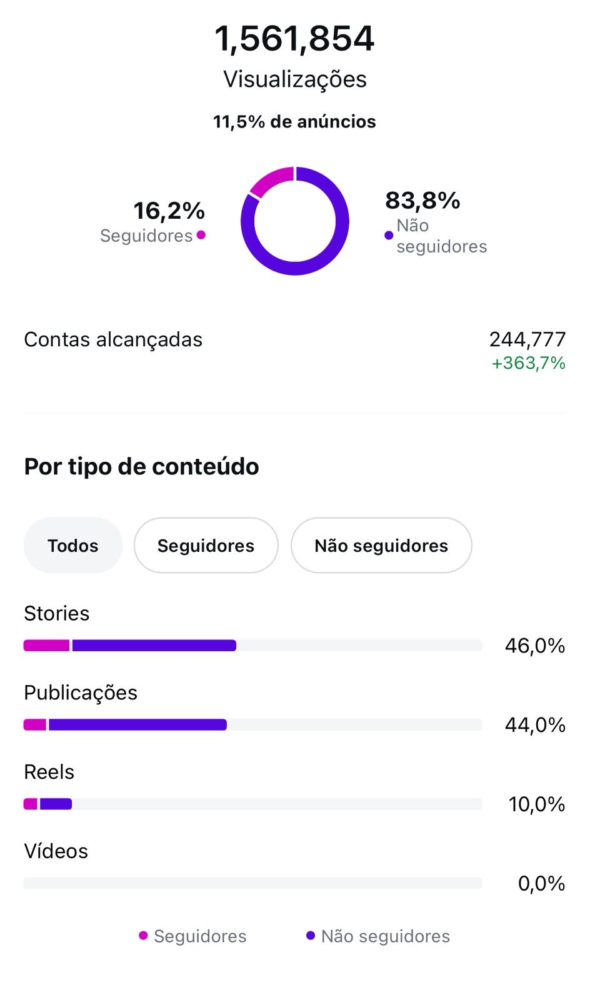 1,561,854
Visualizações
11,5% de anúncios
16,2%
Seguidores
83,8%
Não
seguidores
Contas alcançadas
244,777
+363,7%
Por tipo de conteúdo
Todos
Seguidores
Não seguidores
Stories
46,0%
Publicações
44,0%
Reels
10,0%
Vídeos
0,0%
Seguidores
Não seguidores